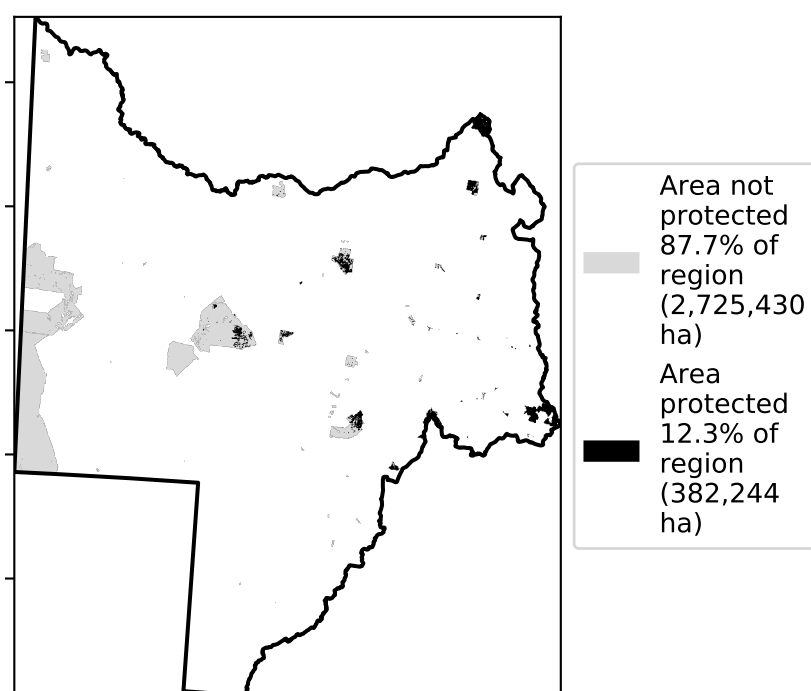 Area not
protected
87.7% of
region
(2,725,430
ha)
Area
protected
12.3% of
region
(382,244
ha)